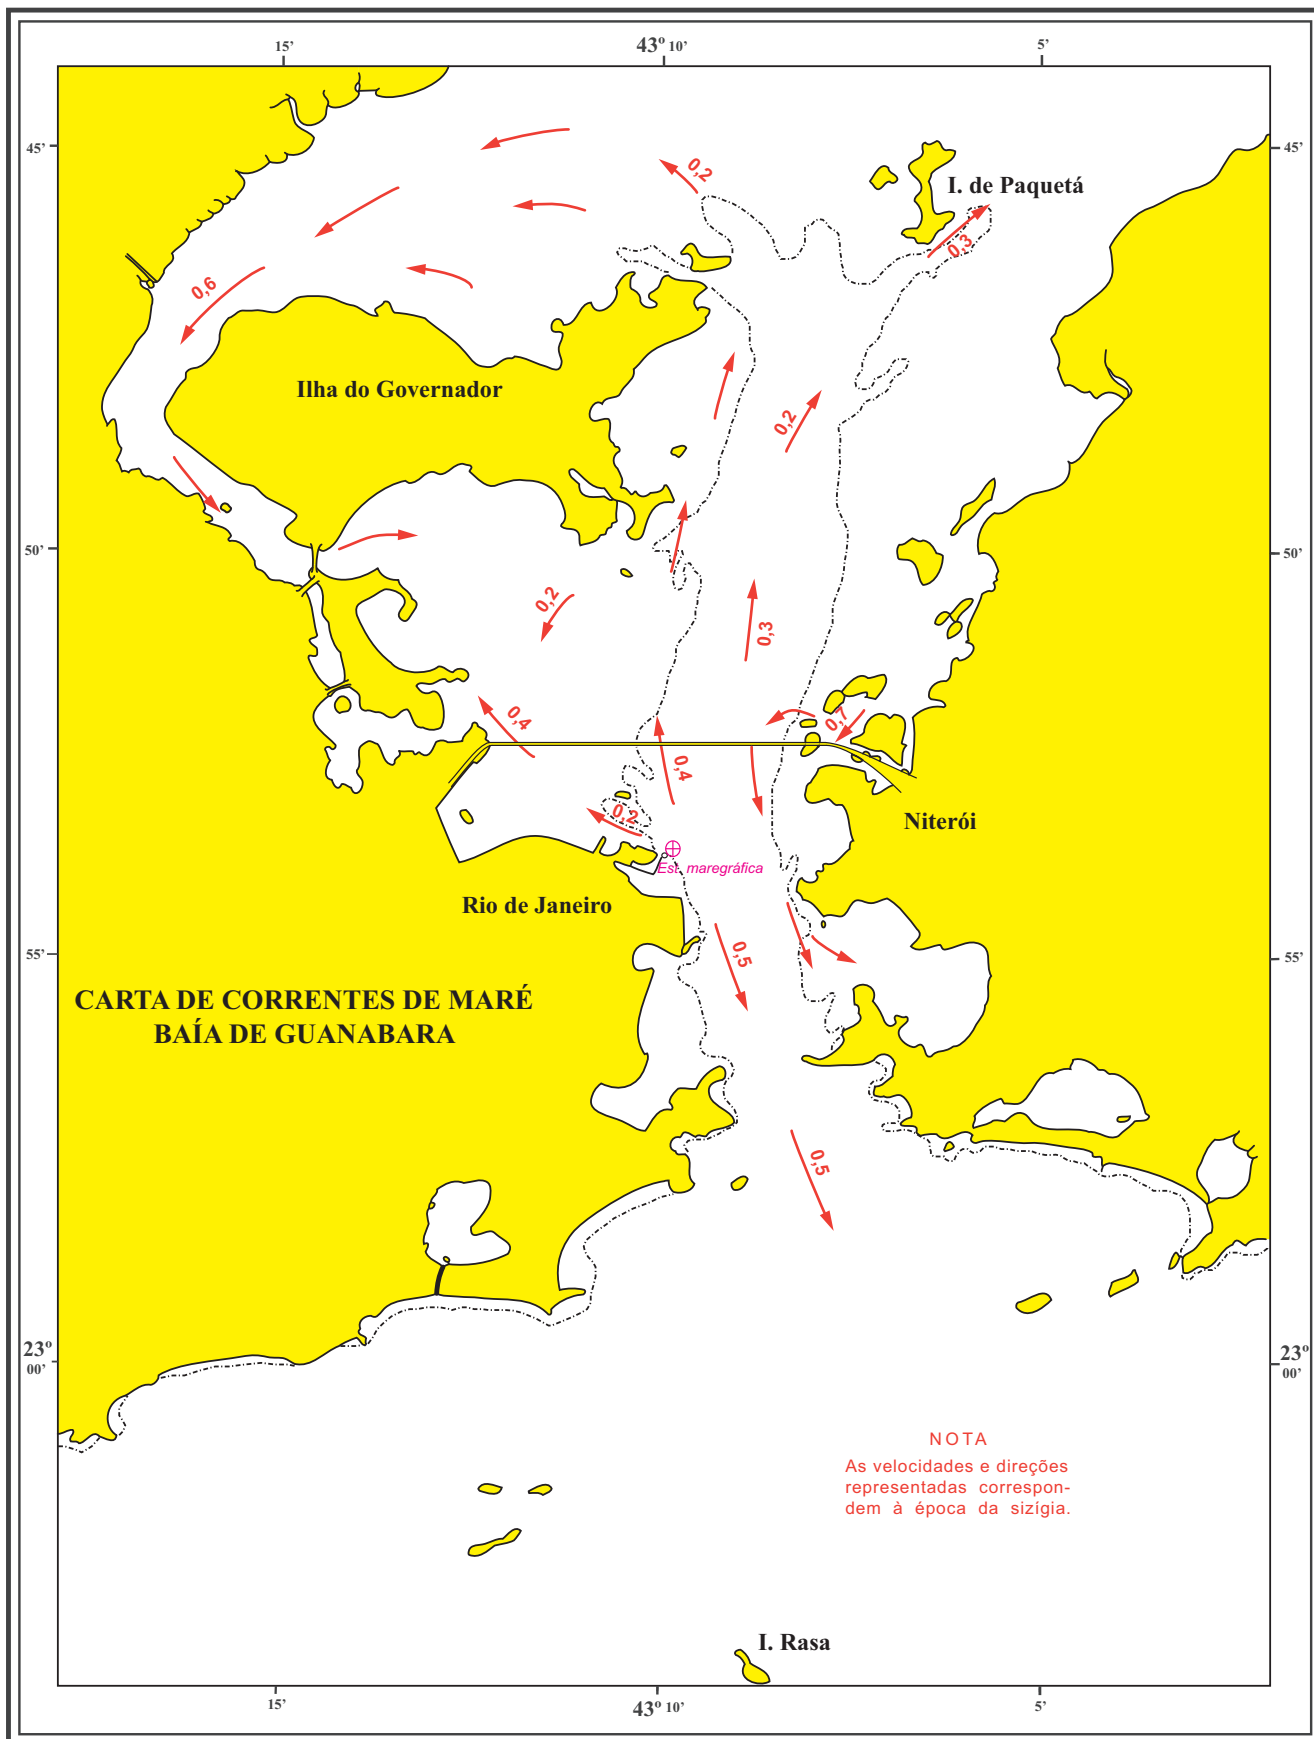 15’
43º 10’
5’
45’
45’
0,2
I. de Paquetá
0,3
0,6
Ilha do Governador
0,2
50’
50’
0,2
0,3
0,4
0,7
0,4
0,2
Niterói
Est. maregráfica
Rio de Janeiro
0,5
55’
55’
CARTA DE CORRENTES DE MARÉ
BAÍA DE GUANABARA
0,5
23º
00’
23º
00’
NOTA
As velocidades e direções
representadas correspon-
dem à época da sizígia.
I. Rasa
15’
43º 10’
5’